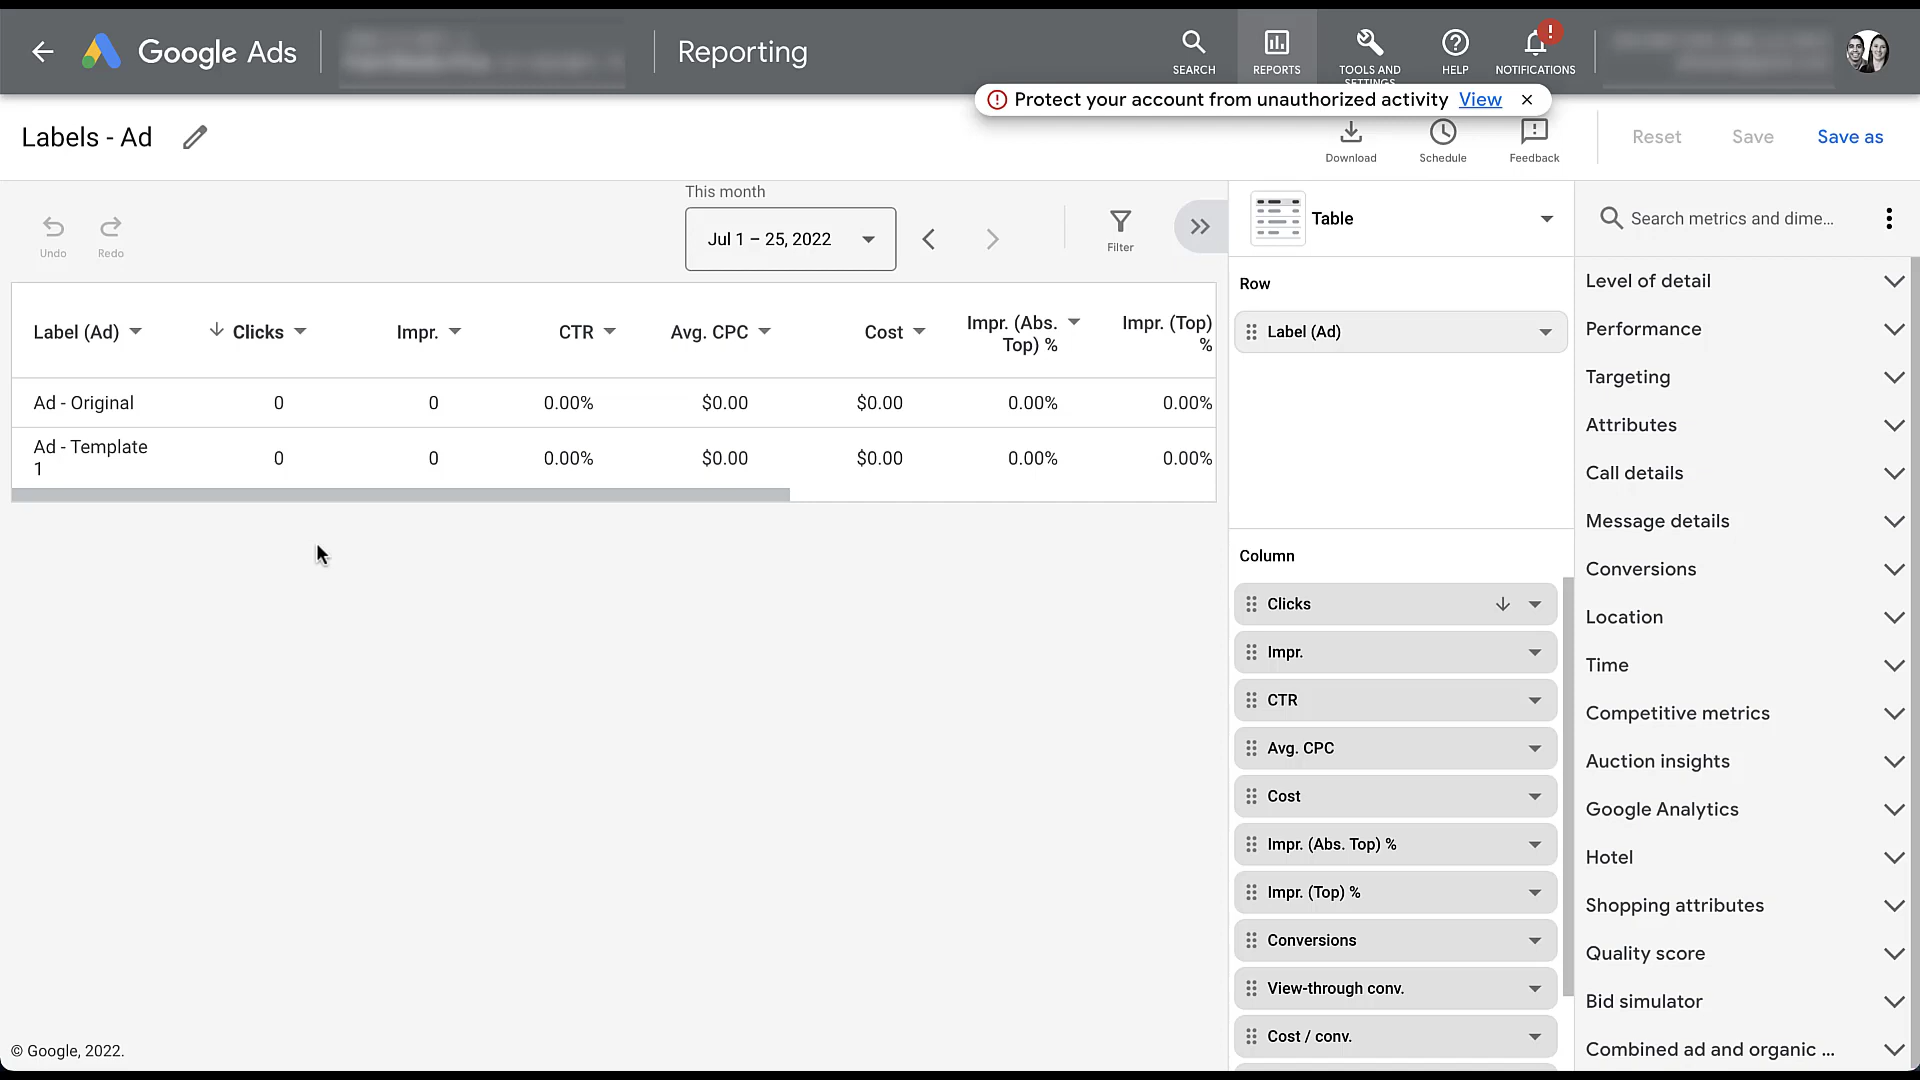 Google Ads
Reporting
SEARCH
REPORTS
TOOLS AND
SETTINGS
HELP
!
NOTIFICATIONS
Protect your account from unauthorized activity View
Labels - Ad
Download
Schedule
Feedback
Reset
Save
Save as
Undo
Redo
This month
Jul 1 – 25, 2022
Filter
Table
Search metrics and dime...
Label (Ad) Clicks Impr. CTR Avg. CPC Cost Impr. (Abs. Top) % Impr. (Top) %
Ad - Original 0 0 0.00% $0.00 $0.00 0.00% 0.00%
Ad - Template 1 0 0 0.00% $0.00 $0.00 0.00% 0.00%
Row
Label (Ad)
Column
Clicks
Impr.
CTR
Avg. CPC
Cost
Impr. (Abs. Top) %
Impr. (Top) %
Conversions
View-through conv.
Cost / conv.
Level of detail
Performance
Targeting
Attributes
Call details
Message details
Conversions
Location
Time
Competitive metrics
Auction insights
Google Analytics
Hotel
Shopping attributes
Quality score
Bid simulator
Combined ad and organic ...
© Google, 2022.